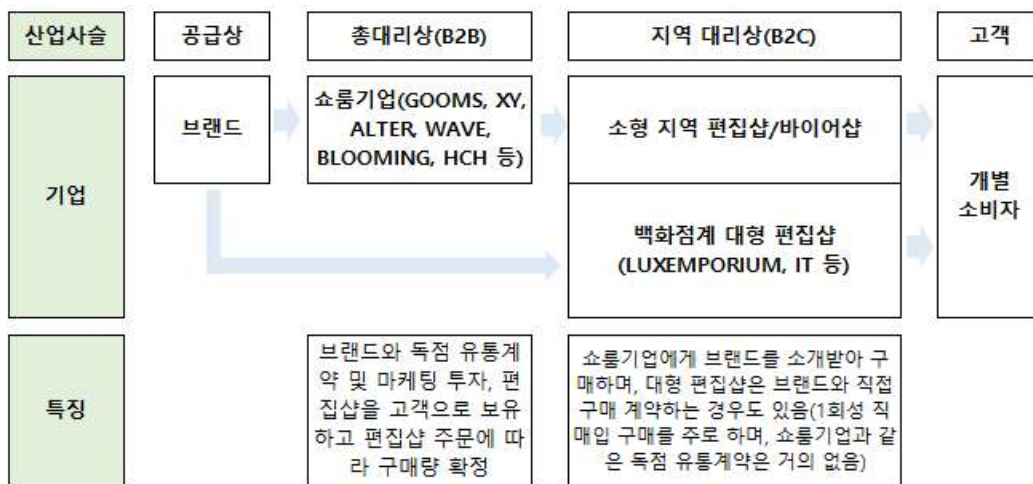 산업사슬
공급상
총대리상(B2B)
지역 대리상(B2C)
고객
기업
브랜드
쇼룸기업(GOOMS, XY,
ALTER, WAVE,
BLOOMING, HCH 등)
소형 지역 편집샵/바이어샵
백화점계 대형 편집샵
(LUXEMPORIUM, IT 등)
개별
소비자
특징
브랜드와 독점 유통계
약 및 마케팅 투자, 편
집샵을 고객으로 보유
하고 편집샵 주문에 따
라 구매량 확정
쇼룸기업에게 브랜드를 소개받아 구
매하며, 대형 편집샵은 브랜드와 직접
구매 계약하는 경우도 있음(1회성 직
매입 구매를 주로 하며, 쇼룸기업과 같
은 독점 유통계약은 거의 없음)